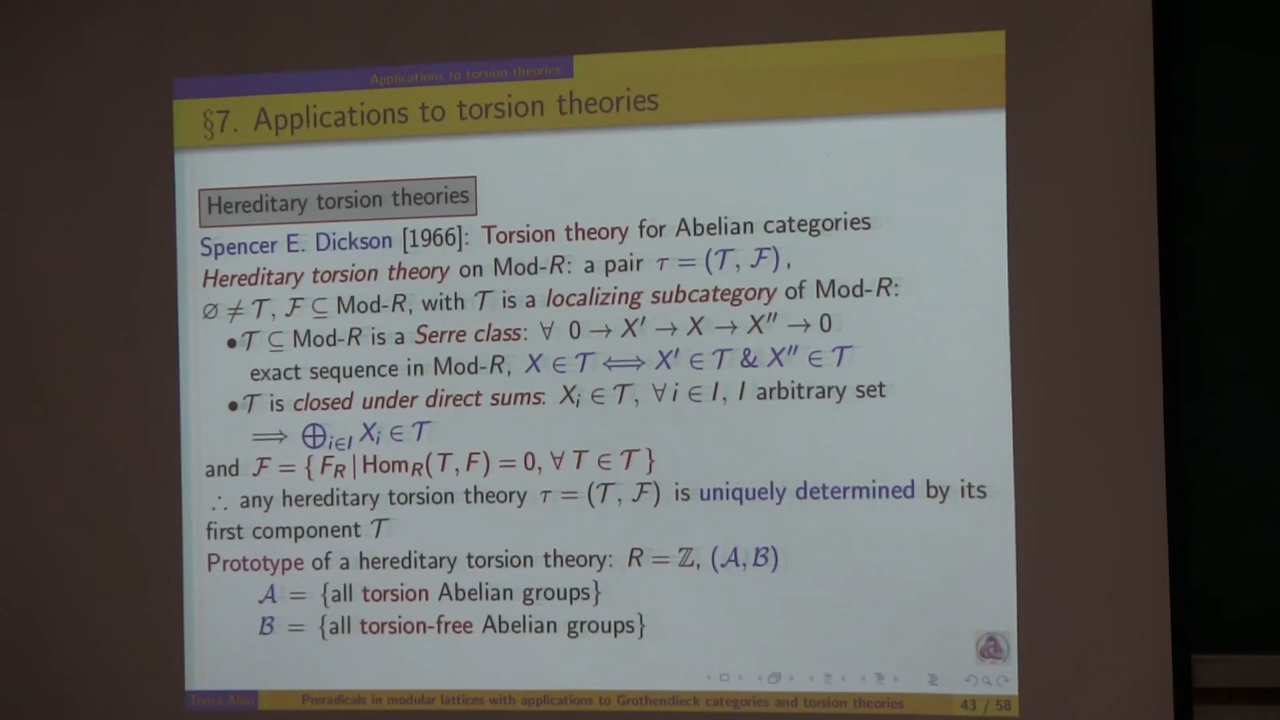 Applications to torsion theories
§7. Applications to torsion theories
Hereditary torsion theories
Spencer E. Dickson [1966]: Torsion theory for Abelian categories
Hereditary torsion theory on Mod-R: a pair τ = (𝒯, ℱ),
∅ ≠ 𝒯, ℱ ⊆ Mod-R, with 𝒯 is a localizing subcategory of Mod-R:
• 𝒯 ⊆ Mod-R is a Serre class: ∀ 0 → X′ → X → X″ → 0
exact sequence in Mod-R, X ∈ 𝒯 ⟺ X′ ∈ 𝒯 & X″ ∈ 𝒯
• 𝒯 is closed under direct sums: Xᵢ ∈ 𝒯, ∀ i ∈ I, I arbitrary set
⟹ ⊕_{i∈I} Xᵢ ∈ 𝒯
and ℱ = { F_R | Hom_R(T, F) = 0, ∀ T ∈ 𝒯 }
∴ any hereditary torsion theory τ = (𝒯, ℱ) is uniquely determined by its
first component 𝒯
Prototype of a hereditary torsion theory: R = ℤ, (𝒜, ℬ)
𝒜 = {all torsion Abelian groups}
ℬ = {all torsion-free Abelian groups}
Toma Albu Preradicals in modular lattices with applications to Grothendieck categories and torsion theories 43 / 58